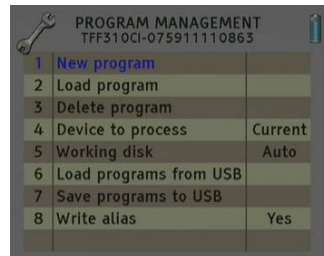 PROGRAM MANAGEMENT
TFF310CI-075911110863
1 New program
2 Load program
3 Delete program
4 Device to process Current
5 Working disk Auto
6 Load programs from USB
7 Save programs to USB
8 Write alias Yes